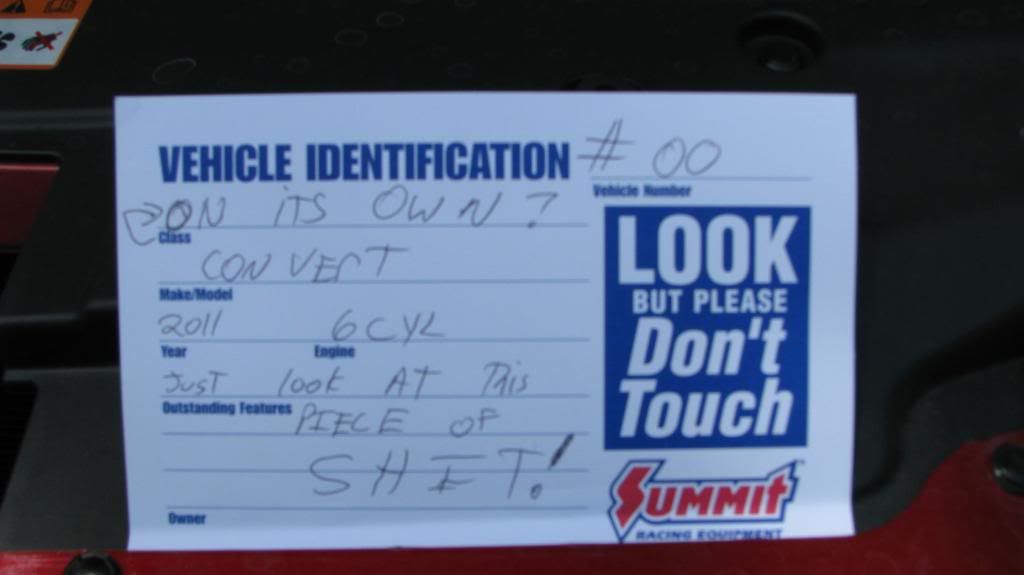 VEHICLE IDENTIFICATION # 00
Vehicle Number
ON ITS OWN?
Class
CONVERT
Make/Model
2011 6CYL
Year Engine
JUST look AT This
Outstanding Features PIECE OF
SHIT!
Owner
LOOK
BUT PLEASE
Don't
Touch
SUMMIT
RACING EQUIPMENT